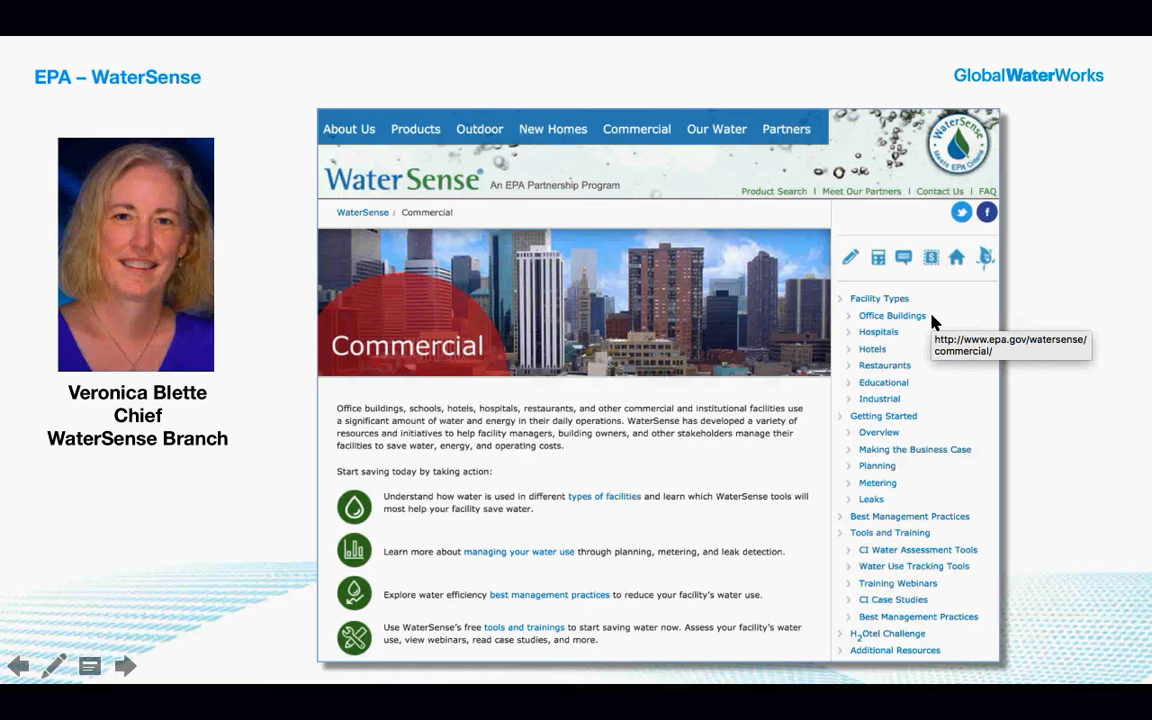 EPA – WaterSense
GlobalWaterWorks
Veronica Blette
Chief
WaterSense Branch
About Us Products Outdoor New Homes Commercial Our Water Partners
WaterSense
Meets EPA Criteria
WaterSense® An EPA Partnership Program
Product Search | Meet Our Partners | Contact Us | FAQ
WaterSense / Commercial
Commercial
Office buildings, schools, hotels, hospitals, restaurants, and other commercial and institutional facilities use
a significant amount of water and energy in their daily operations. WaterSense has developed a variety of
resources and initiatives to help facility managers, building owners, and other stakeholders manage their
facilities to save water, energy, and operating costs.
Start saving today by taking action:
Understand how water is used in different types of facilities and learn which WaterSense tools will
most help your facility save water.
Learn more about managing your water use through planning, metering, and leak detection.
Explore water efficiency best management practices to reduce your facility's water use.
Use WaterSense's free tools and trainings to start saving water now. Assess your facility's water
use, view webinars, read case studies, and more.
Facility Types
Office Buildings
Hospitals
Hotels
Restaurants
Educational
Industrial
Getting Started
Overview
Making the Business Case
Planning
Metering
Leaks
Best Management Practices
Tools and Training
CI Water Assessment Tools
Water Use Tracking Tools
Training Webinars
CI Case Studies
Best Management Practices
H2Otel Challenge
Additional Resources
http://www.epa.gov/watersense/
commercial/